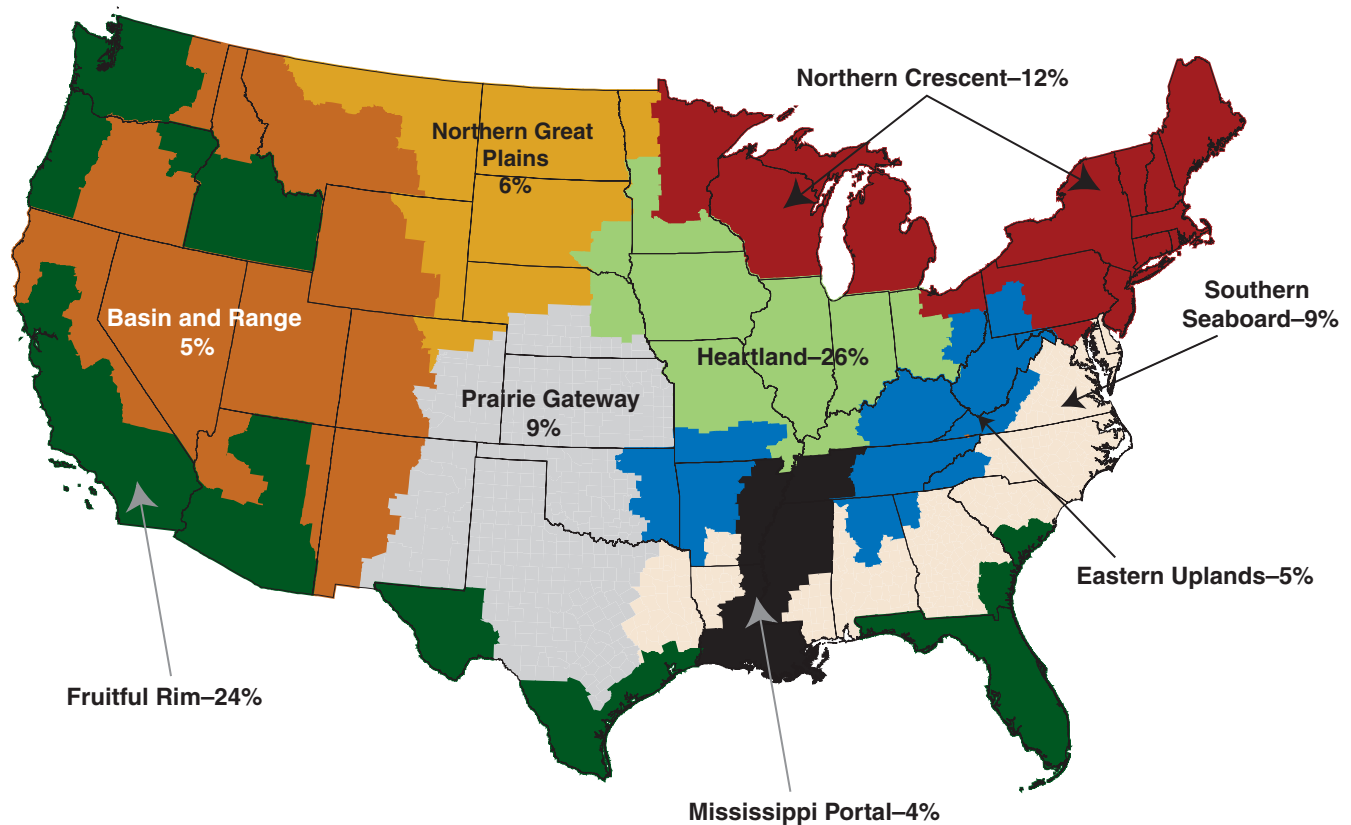 Northern Crescent–12%
Northern Great
Plains
6%
Southern
Seaboard–9%
Basin and Range
5%
Heartland–26%
Prairie Gateway
9%
Eastern Uplands–5%
Fruitful Rim–24%
Mississippi Portal–4%